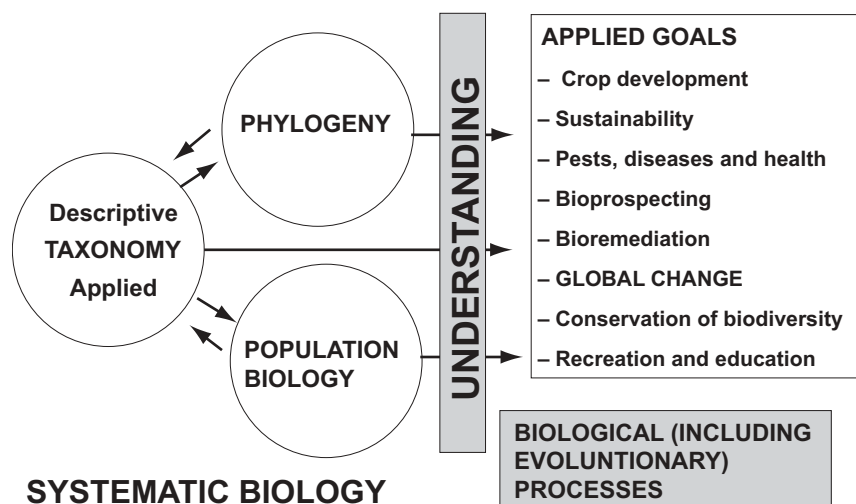 PHYLOGENY
Descriptive
TAXONOMY
Applied
POPULATION
BIOLOGY
UNDERSTANDING
APPLIED GOALS
– Crop development
– Sustainability
– Pests, diseases and health
– Bioprospecting
– Bioremediation
– GLOBAL CHANGE
– Conservation of biodiversity
– Recreation and education
BIOLOGICAL (INCLUDING
EVOLUNTIONARY)
PROCESSES
SYSTEMATIC BIOLOGY